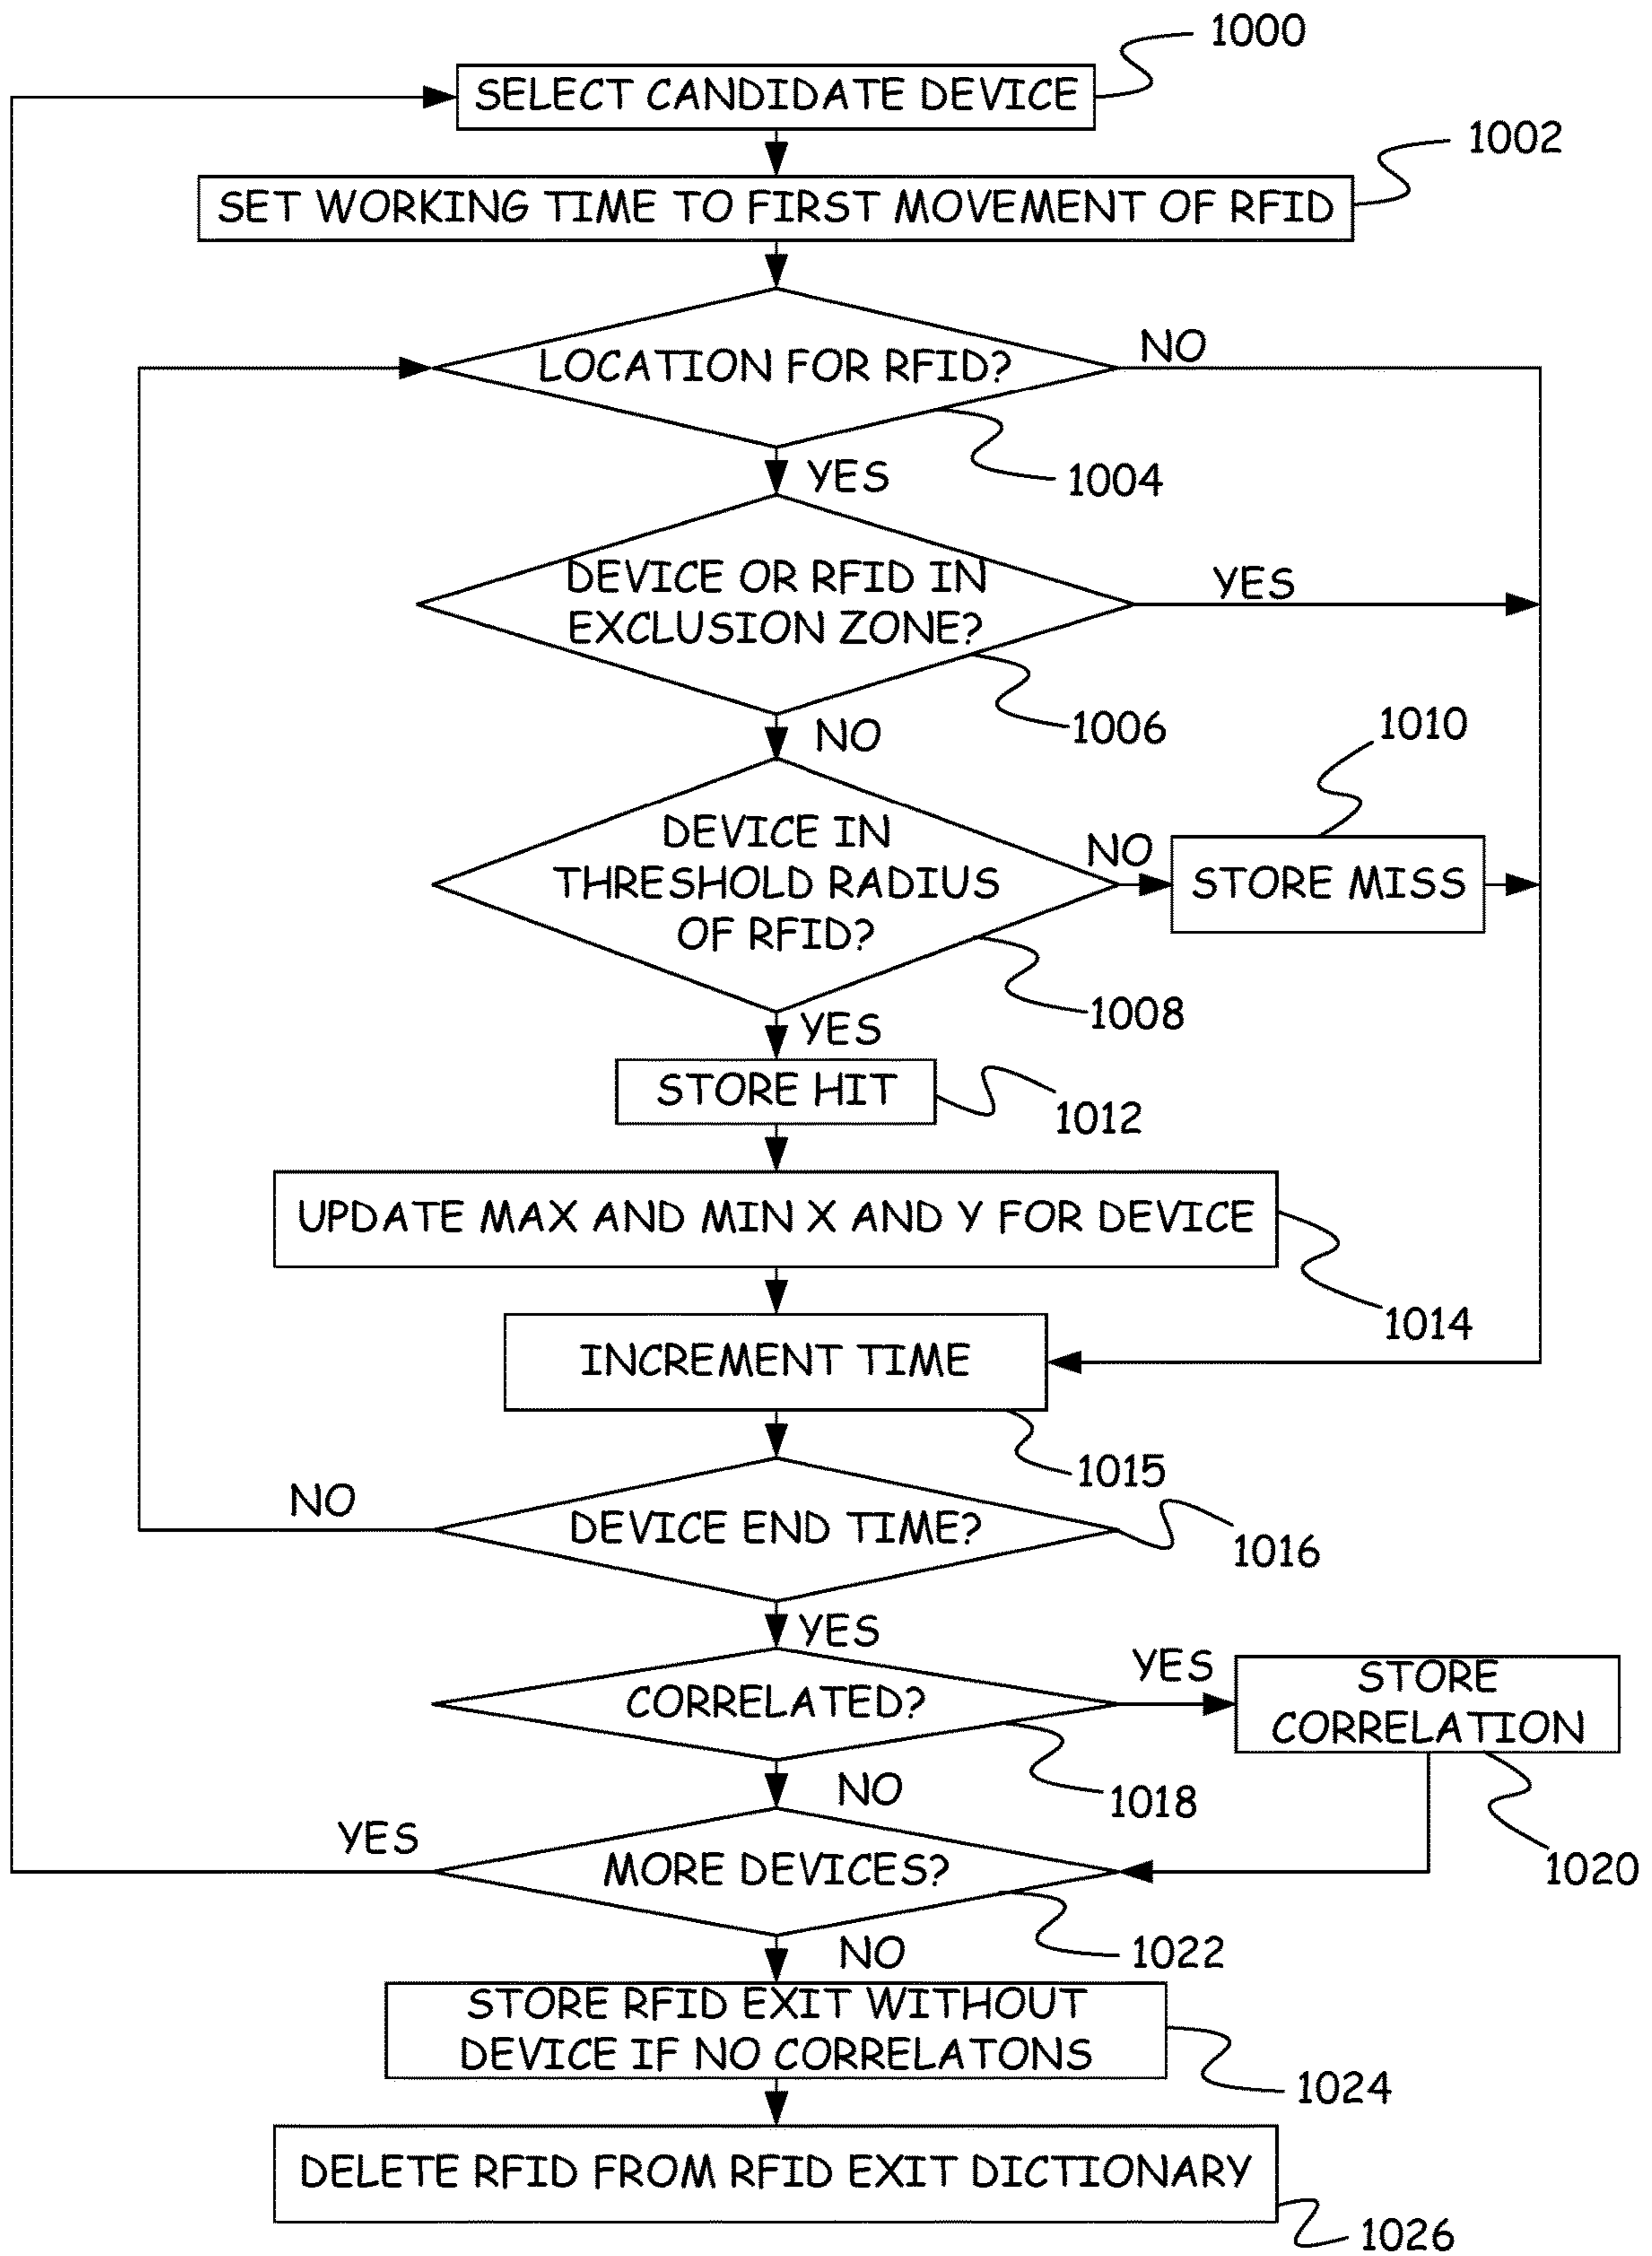 1000
SELECT CANDIDATE DEVICE
1002
SET WORKING TIME TO FIRST MOVEMENT OF RFID
LOCATION FOR RFID?
NO
1004
YES
DEVICE OR RFID IN
EXCLUSION ZONE?
YES
1006
NO
1010
DEVICE IN
THRESHOLD RADIUS
OF RFID?
NO
STORE MISS
1008
YES
STORE HIT
1012
UPDATE MAX AND MIN X AND Y FOR DEVICE
1014
INCREMENT TIME
1015
NO
DEVICE END TIME?
1016
YES
CORRELATED?
YES
STORE
CORRELATION
1018
NO
1020
YES
MORE DEVICES?
1022
NO
STORE RFID EXIT WITHOUT
DEVICE IF NO CORRELATONS
1024
DELETE RFID FROM RFID EXIT DICTIONARY
1026